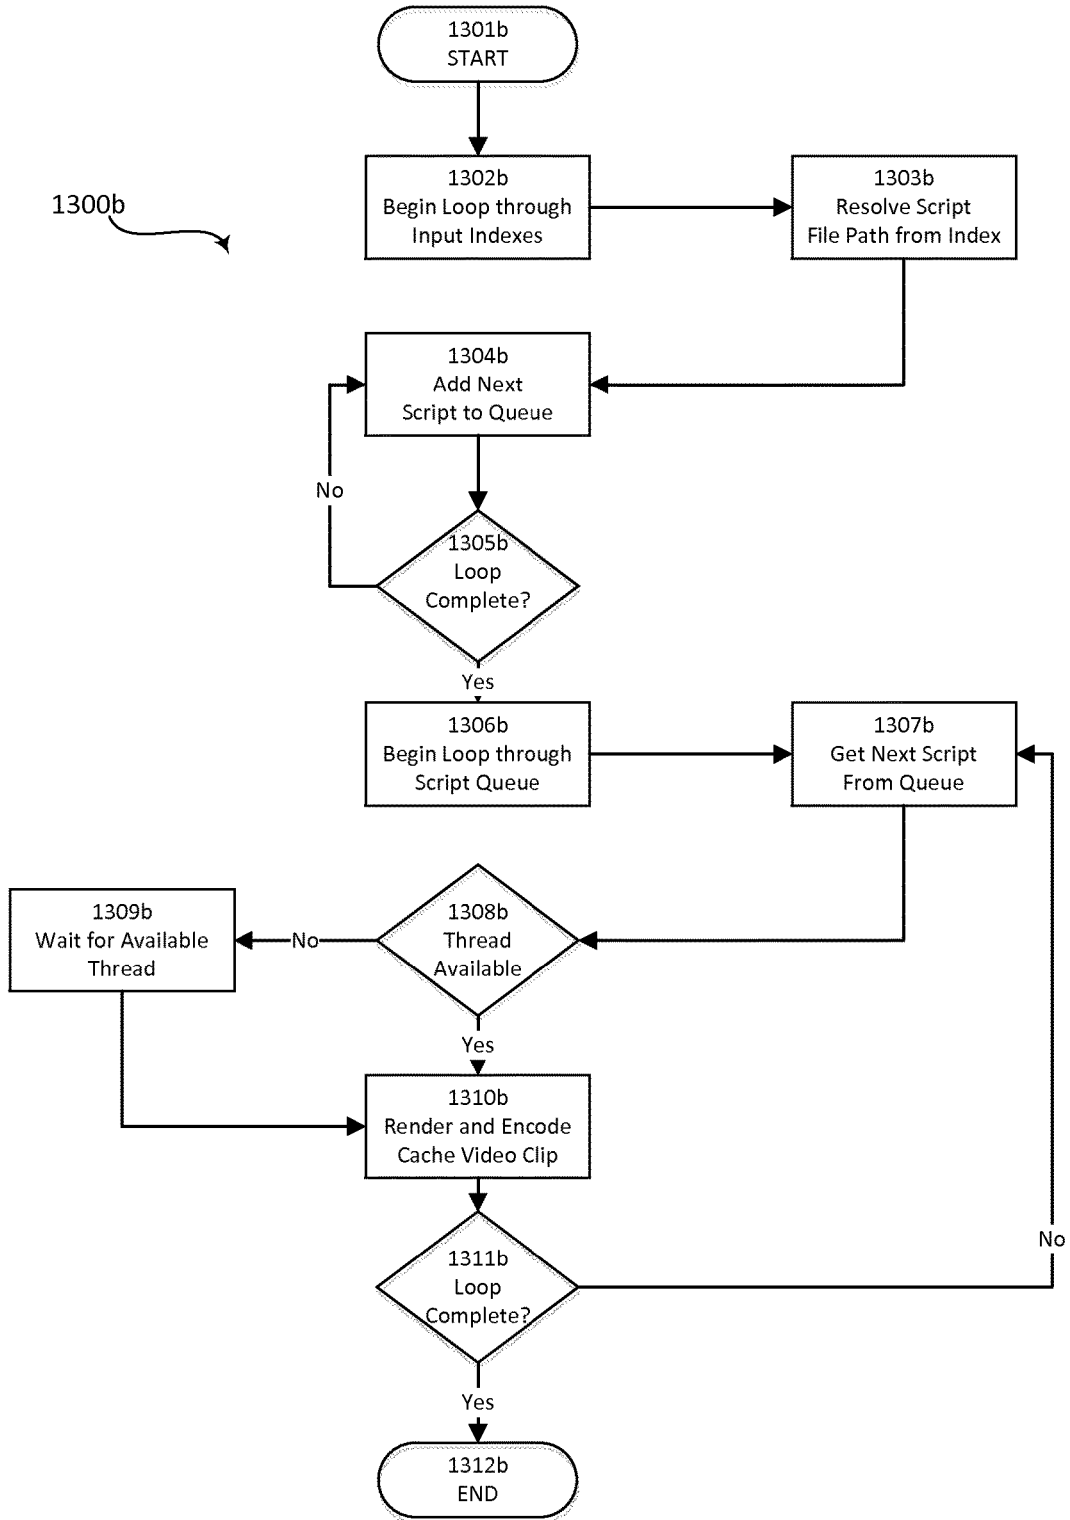 1301b
START
1300b
1302b
Begin Loop through
Input Indexes
1303b
Resolve Script
File Path from Index
1304b
Add Next
Script to Queue
No
1305b
Loop
Complete?
Yes
1306b
Begin Loop through
Script Queue
1307b
Get Next Script
From Queue
1309b
Wait for Available
Thread
No
1308b
Thread
Available
Yes
1310b
Render and Encode
Cache Video Clip
No
1311b
Loop
Complete?
Yes
1312b
END